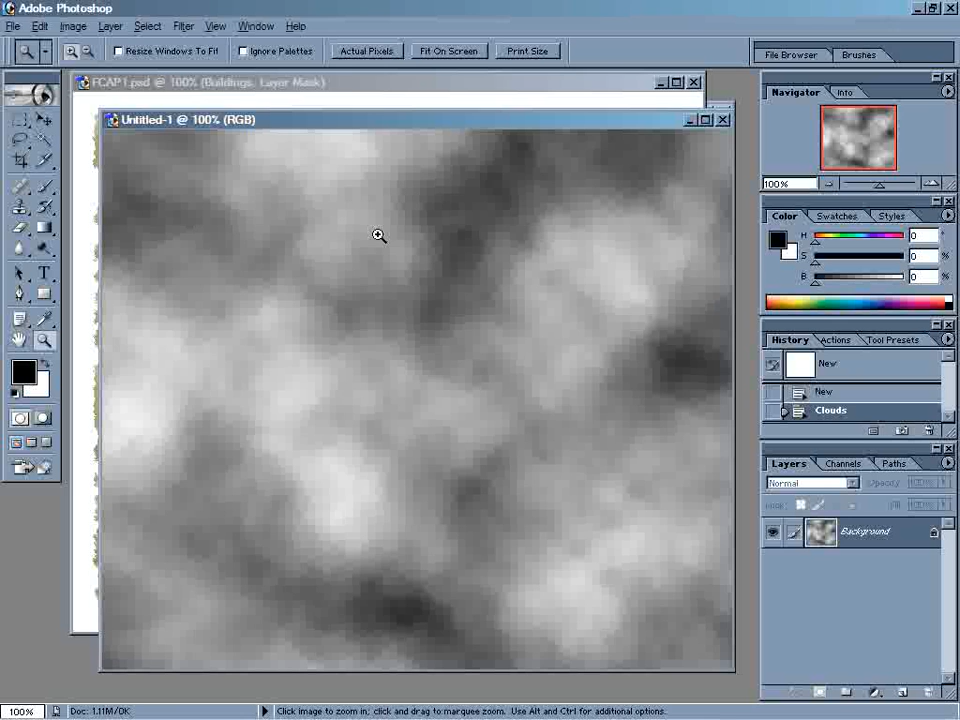 Adobe Photoshop
File Edit Image Layer Select Filter View Window Help
Resize Windows To Fit Ignore Palettes Actual Pixels Fit On Screen Print Size File Browser Brushes
FCAP1.psd @ 100% (Buildings, Layer Mask)
Untitled-1 @ 100% (RGB)
Navigator Info
100%
Color Swatches Styles
H 0 °
S 0 %
B 0 %
T
History Actions Tool Presets
New
New
Clouds
Layers Channels Paths
Normal Opacity: 100%
Lock: Fill: 100%
Background
100% Doc: 1.11M/0K Click image to zoom in; click and drag to marquee zoom. Use Alt and Ctrl for additional options.